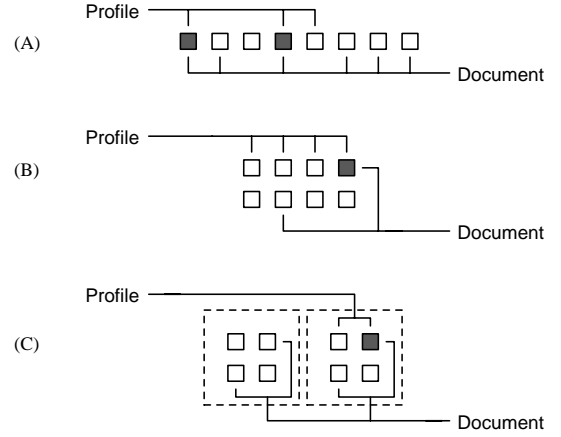 Profile
(A)
Document
Profile
(B)
Document
Profile
(C)
Document